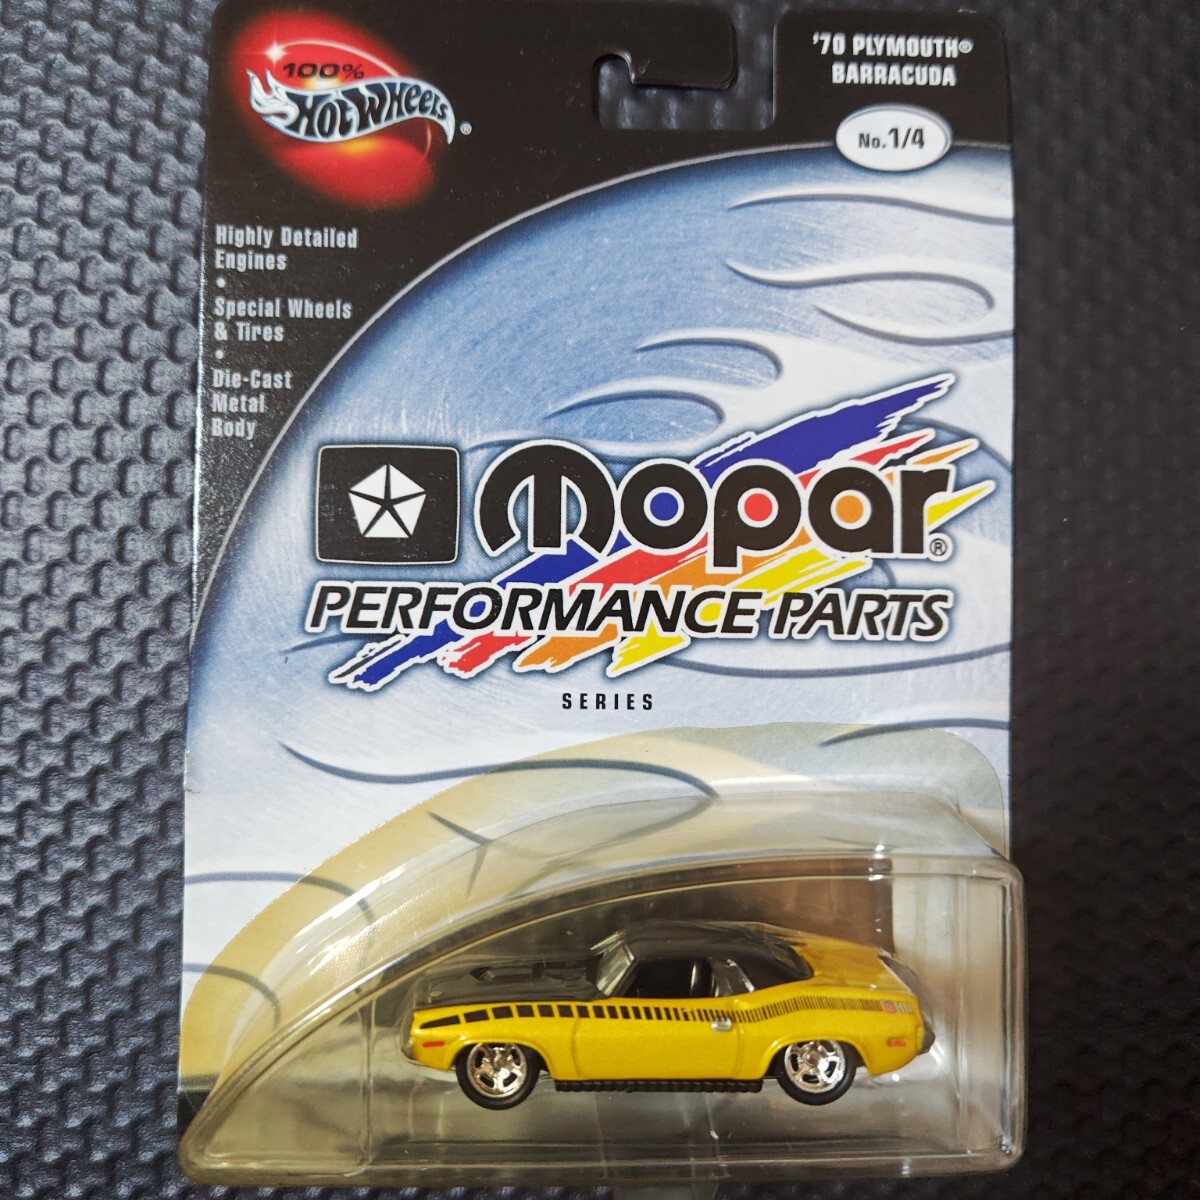 100%
HOT WHEELS®
'70 PLYMOUTH®
BARRACUDA
No. 1/4
Highly Detailed
Engines
•
Special Wheels
& Tires
•
Die-Cast
Metal
Body
mopar®
PERFORMANCE PARTS
SERIES